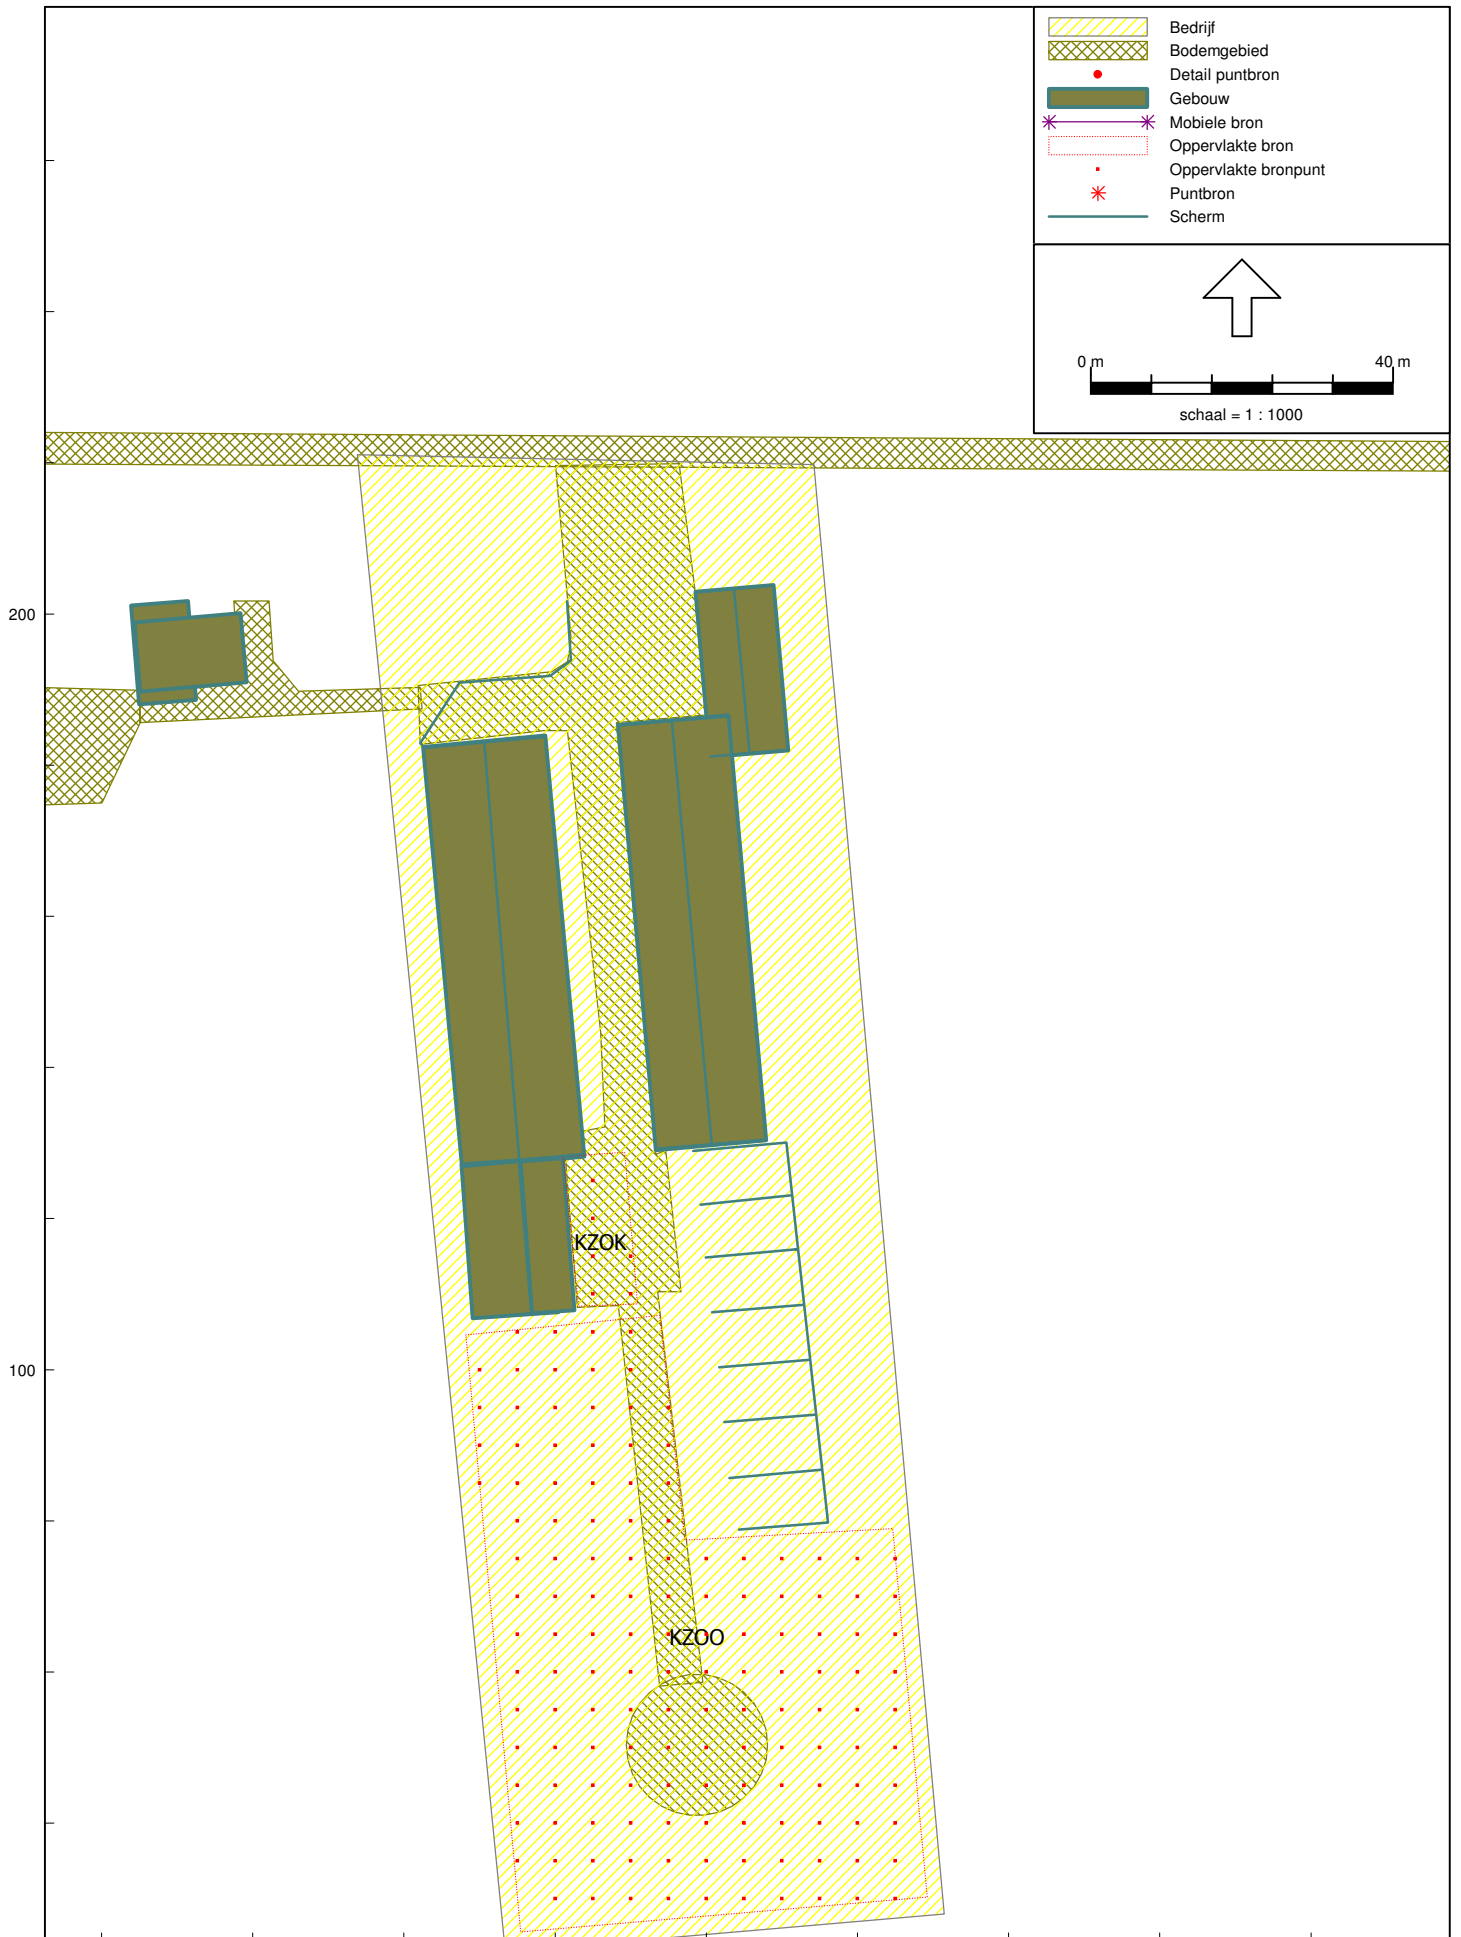 Bedrijf
Bodemgebied
Detail puntbron
Gebouw
Mobiele bron
Oppervlakte bron
Oppervlakte bronpunt
Puntbron
Scherm
0 m 40 m
schaal = 1 : 1000
200
KZOK
100
KZOO